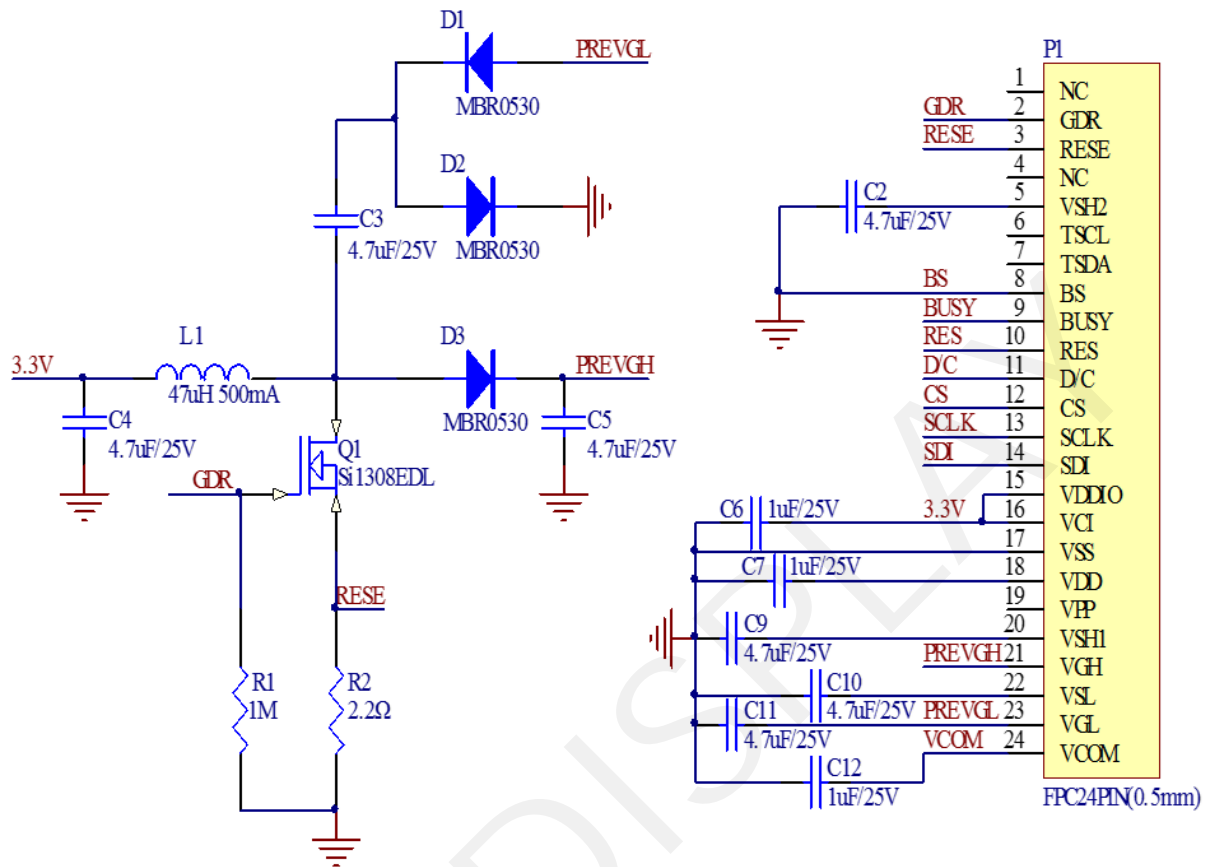 D1
PREVGL
MBR0530
D2
MBR0530
C3
4.7uF/25V
L1
3.3V
47uH 500mA
D3
PREVGH
MBR0530
C4
4.7uF/25V
C5
4.7uF/25V
Q1
Si1308EDL
GDR
RESE
R1
1M
R2
2.2Ω
P1
1 NC
GDR 2 GDR
RESE 3 RESE
4 NC
C2
4.7uF/25V
5 VSH2
6 TSCL
7 TSDA
BS 8 BS
BUSY 9 BUSY
RES 10 RES
D/C 11 D/C
CS 12 CS
SCLK 13 SCLK
SDI 14 SDI
15 VDDIO
C6 1uF/25V 3.3V 16 VCI
17 VSS
C7 1uF/25V 18 VDD
19 VPP
C9
4.7uF/25V
20 VSH1
PREVGH 21 VGH
C10
4.7uF/25V
22 VSL
C11
4.7uF/25V
PREVGL 23 VGL
VCOM 24 VCOM
C12
1uF/25V
FPC24PIN(0.5mm)
DISPLAY